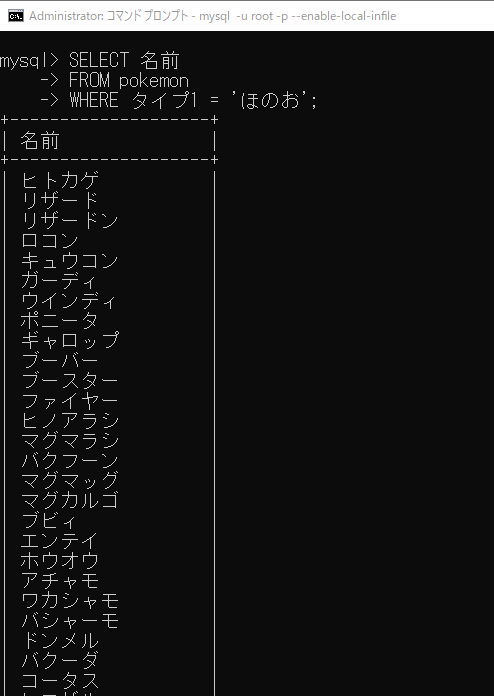 Administrator: コマンドプロンプト - mysql -u root -p --enable-local-infile
mysql> SELECT 名前
-> FROM pokemon
-> WHERE タイプ1 = 'ほのお';
+-------------------+
| 名前 |
+-------------------+
| ヒトカゲ |
| リザード |
| リザードン |
| ロコン |
| キュウコン |
| ガーディ |
| ウインディ |
| ポニータ |
| ギャロップ |
| ブーバー |
| ブースター |
| ファイヤー |
| ヒノアラシ |
| マグマラシ |
| バクフーン |
| マグマッグ |
| マグカルゴ |
| ブビィ |
| エンテイ |
| ホウオウ |
| アチャモ |
| ワカシャモ |
| バシャーモ |
| ドンメル |
| バクーダ |
| コータス |